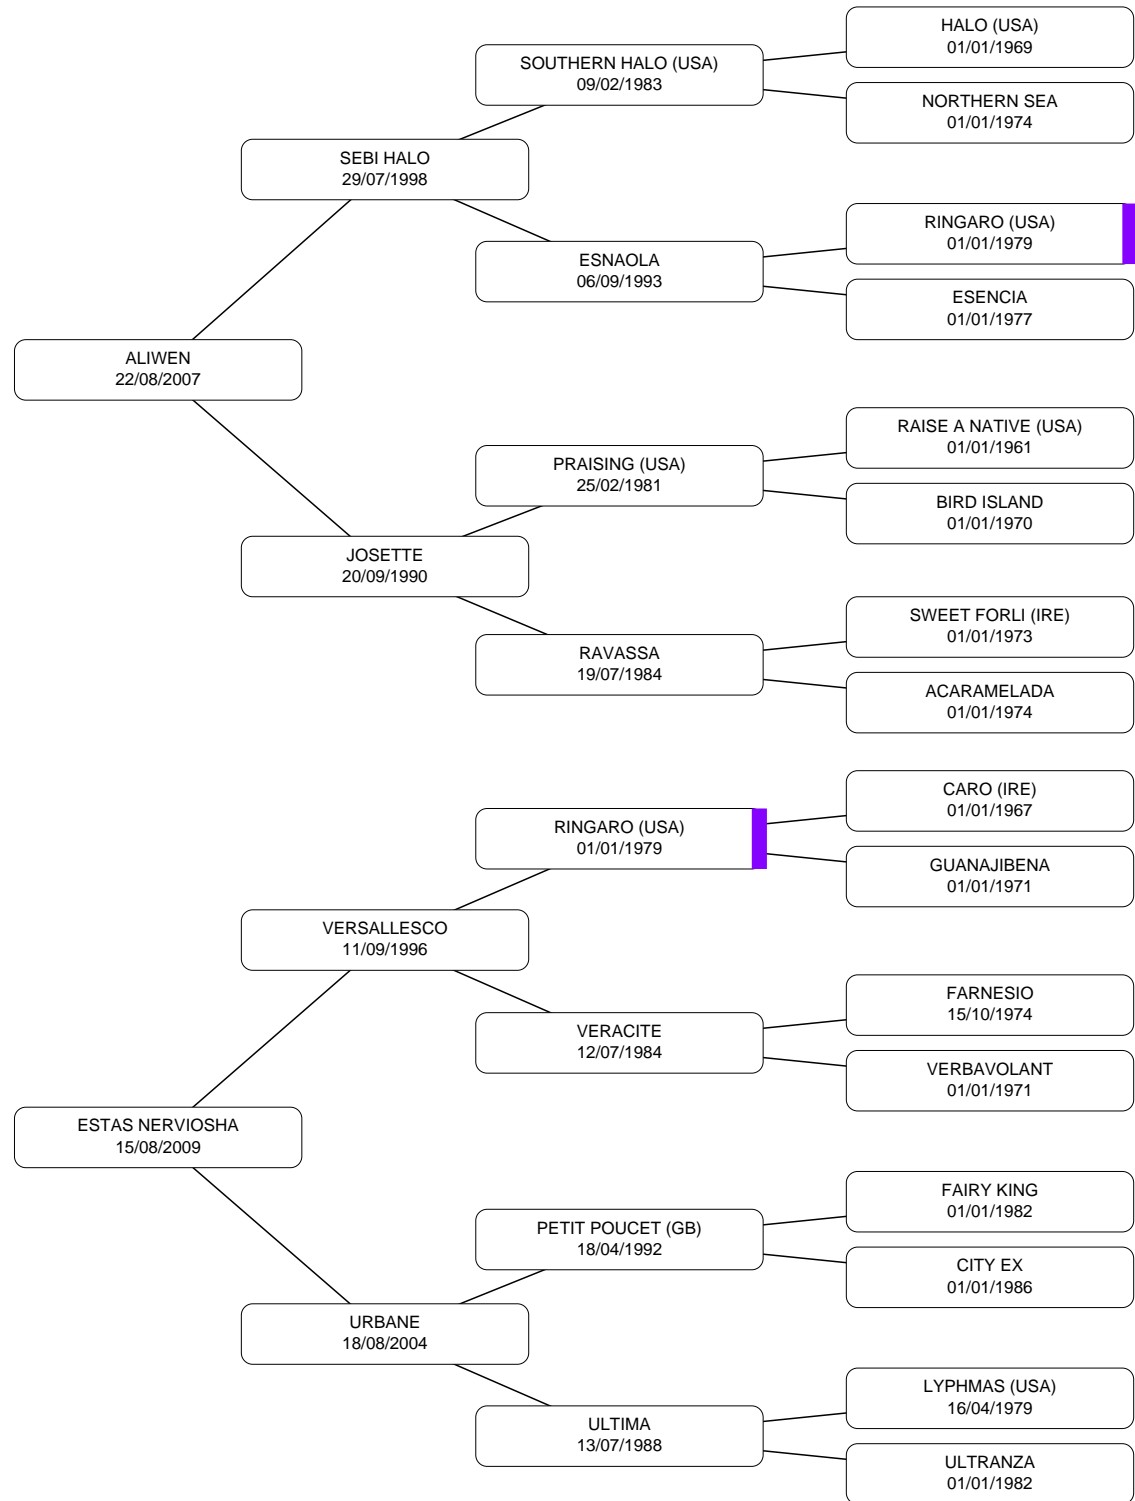 HALO (USA)
01/01/1969
SOUTHERN HALO (USA)
09/02/1983
NORTHERN SEA
01/01/1974
SEBI HALO
29/07/1998
RINGARO (USA)
01/01/1979
ESNAOLA
06/09/1993
ESENCIA
01/01/1977
ALIWEN
22/08/2007
RAISE A NATIVE (USA)
01/01/1961
PRAISING (USA)
25/02/1981
BIRD ISLAND
01/01/1970
JOSETTE
20/09/1990
SWEET FORLI (IRE)
01/01/1973
RAVASSA
19/07/1984
ACARAMELADA
01/01/1974
CARO (IRE)
01/01/1967
RINGARO (USA)
01/01/1979
GUANAJIBENA
01/01/1971
VERSALLESCO
11/09/1996
FARNESIO
15/10/1974
VERACITE
12/07/1984
VERBAVOLANT
01/01/1971
ESTAS NERVIOSHA
15/08/2009
FAIRY KING
01/01/1982
PETIT POUCET (GB)
18/04/1992
CITY EX
01/01/1986
URBANE
18/08/2004
LYPHMAS (USA)
16/04/1979
ULTIMA
13/07/1988
ULTRANZA
01/01/1982